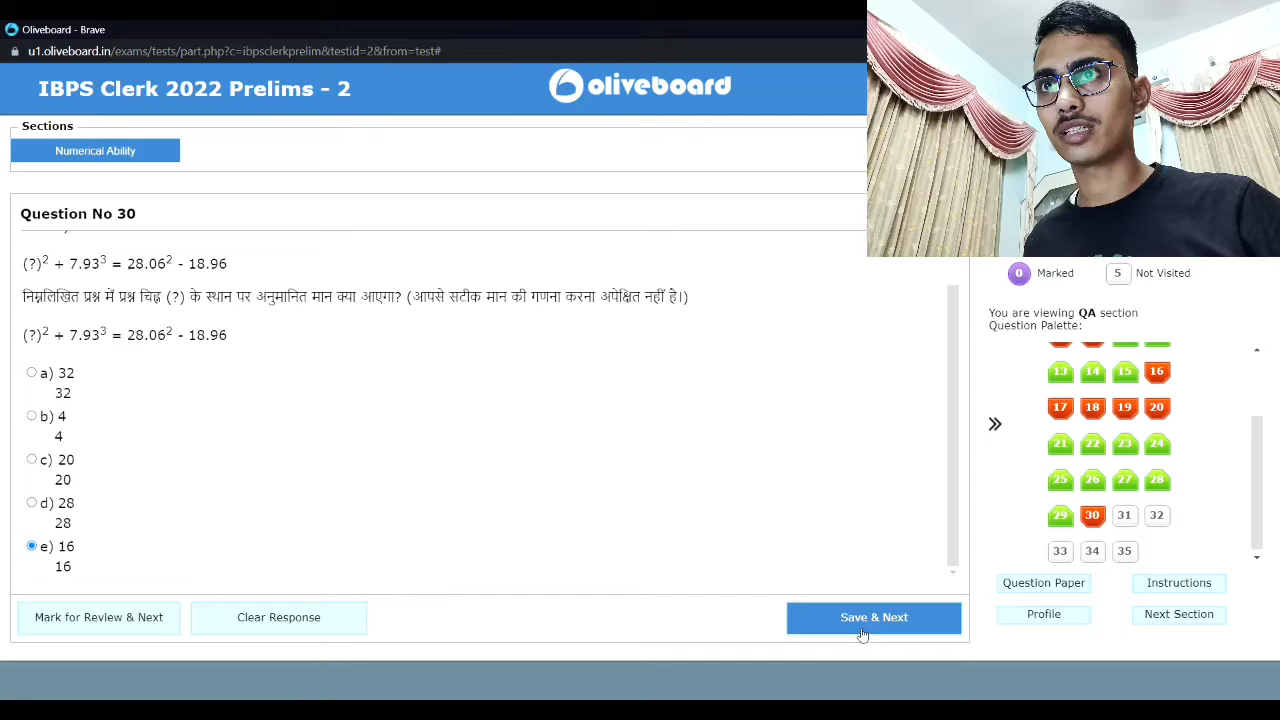 Oliveboard - Brave
u1.oliveboard.in/exams/tests/part.php?c=ibpsclerkprelim&testid=2&from=test#
IBPS Clerk 2022 Prelims - 2
oliveboard
Sections
Numerical Ability
Question No 30
(?)² + 7.93³ = 28.06² - 18.96
निम्नलिखित प्रश्न में प्रश्न चिह्न (?) के स्थान पर अनुमानित मान क्या आएगा? (आपसे सटीक मान की गणना करना अपेक्षित नहीं है।)
(?)² + 7.93³ = 28.06² - 18.96
a) 32
32
b) 4
4
c) 20
20
d) 28
28
e) 16
16
Mark for Review & Next
Clear Response
Save & Next
0 Marked 5 Not Visited
You are viewing QA section
Question Palette:
13 14 15 16
17 18 19 20
21 22 23 24
25 26 27 28
29 30 31 32
33 34 35
Question Paper
Instructions
Profile
Next Section